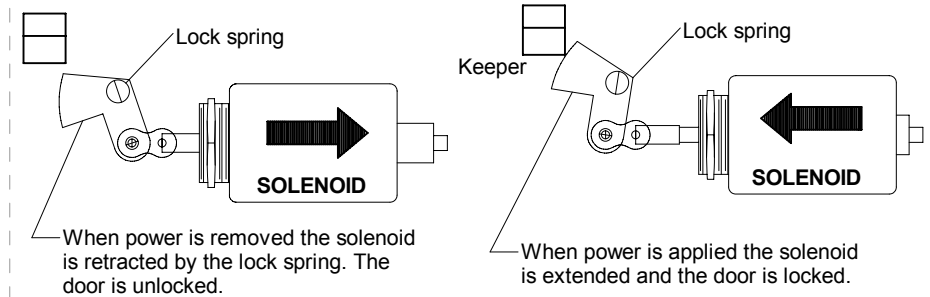 Lock spring
SOLENOID
When power is removed the solenoid
is retracted by the lock spring. The
door is unlocked.
Lock spring
Keeper
SOLENOID
When power is applied the solenoid
is extended and the door is locked.